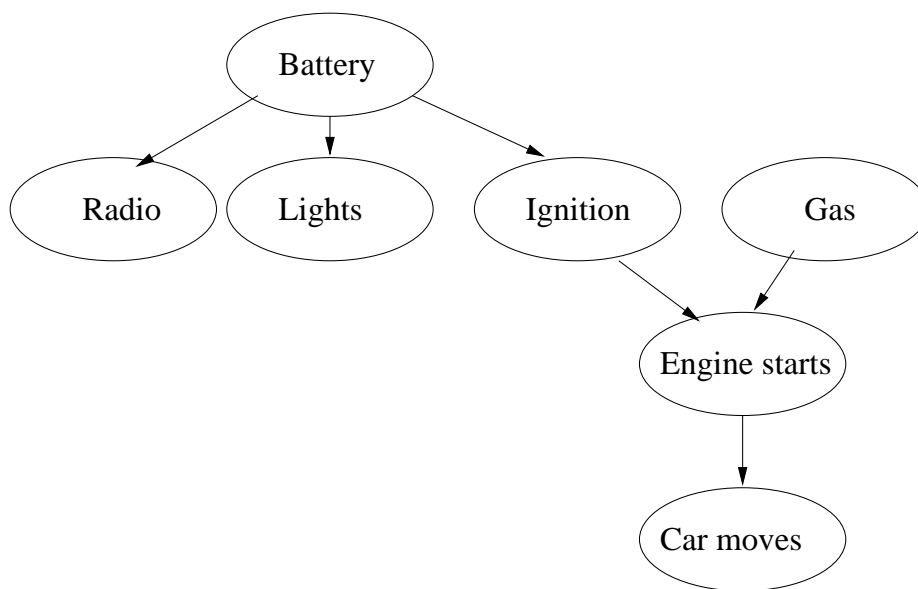 Battery
Radio
Lights
Ignition
Gas
Engine starts
Car moves